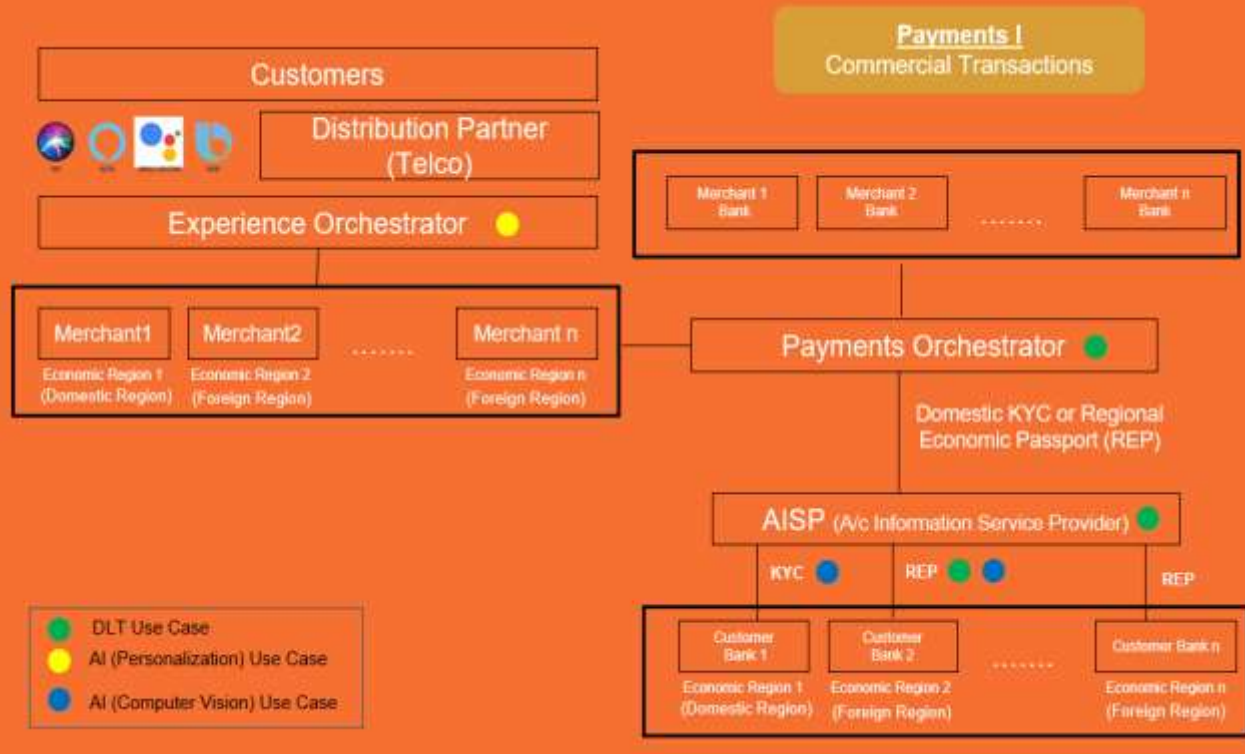 Payments I
Commercial Transactions
Customers
Distribution Partner
(Telco)
Experience Orchestrator
Merchant1
Merchant2
.......
Merchant n
Economic Region 1
(Domestic Region)
Economic Region 2
(Foreign Region)
Economic Region n
(Foreign Region)
Merchant 1
Bank
Merchant 2
Bank
.......
Merchant n
Bank
Payments Orchestrator
Domestic KYC or Regional
Economic Passport (REP)
AISP (A/c Information Service Provider)
KYC
REP
REP
Customer
Bank 1
Customer
Bank 2
.......
Customer Bank n
Economic Region 1
(Domestic Region)
Economic Region 2
(Foreign Region)
Economic Region n
(Foreign Region)
DLT Use Case
AI (Personalization) Use Case
AI (Computer Vision) Use Case